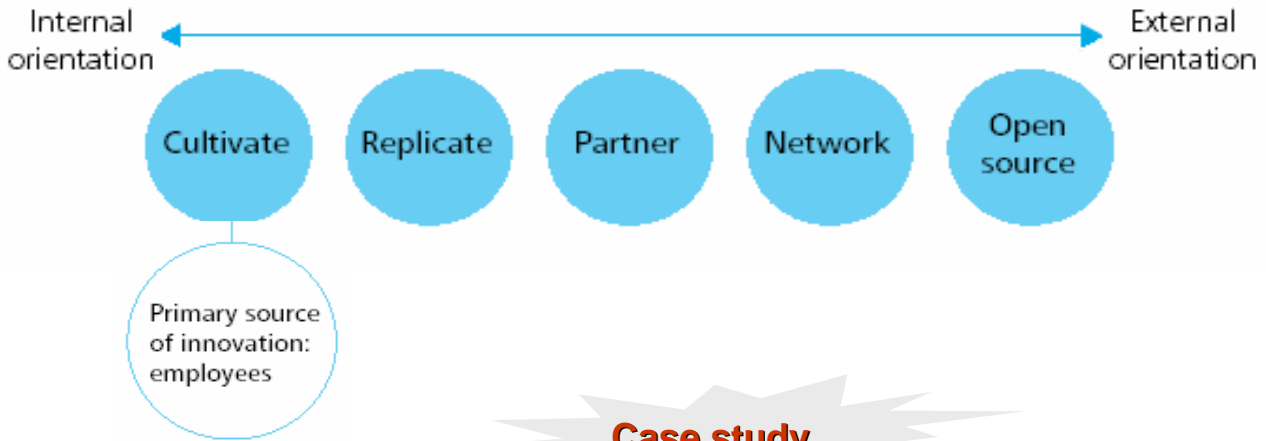 Internal
orientation
External
orientation
Cultivate
Replicate
Partner
Network
Open
source
Primary source
of innovation:
employees
Case study